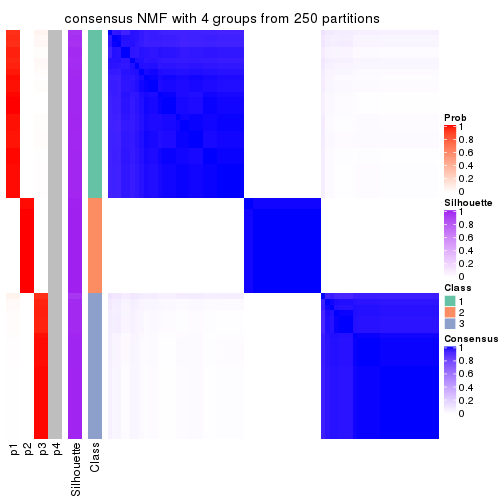 consensus NMF with 4 groups from 250 partitions
Prob
1
0.8
0.6
0.4
0.2
0
Silhouette
1
0.8
0.6
0.4
0.2
0
Class
1
2
3
Consensus
1
0.8
0.6
0.4
0.2
0
p1
p2
p3
p4
Silhouette
Class